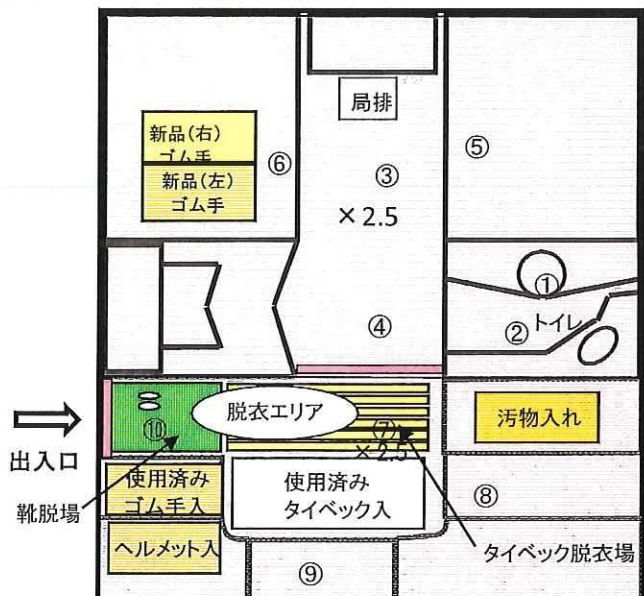 局排
新品(右)
ゴム手
新品(左)
ゴム手
⑥
③
⑤
×2.5
①
④
②
トイレ
出入口
⑩
脱衣エリア
⑦
×2.5
汚物入れ
靴脱場
使用済み
ゴム手入
使用済み
タイベック入
⑧
ヘルメット入
⑨
タイベック脱衣場